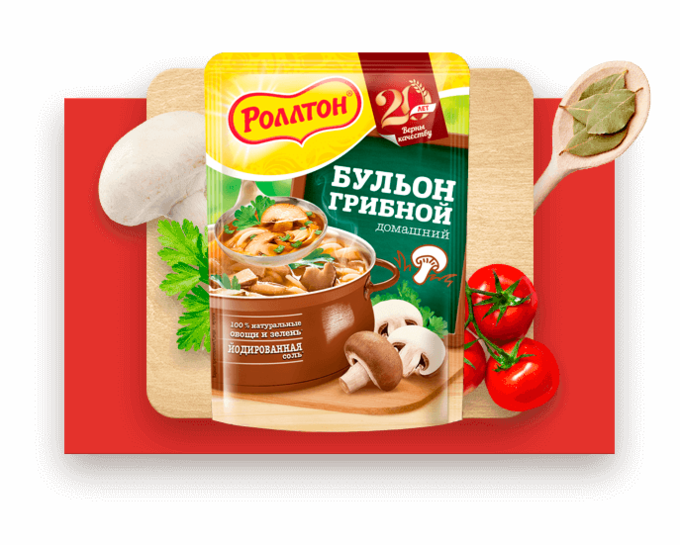 РОЛЛТОН®
20 ЛЕТ
Верны
качеству
БУЛЬОН
ГРИБНОЙ
домашний
100% натуральные
овощи и зелень
ЙОДИРОВАННАЯ
СОЛЬ